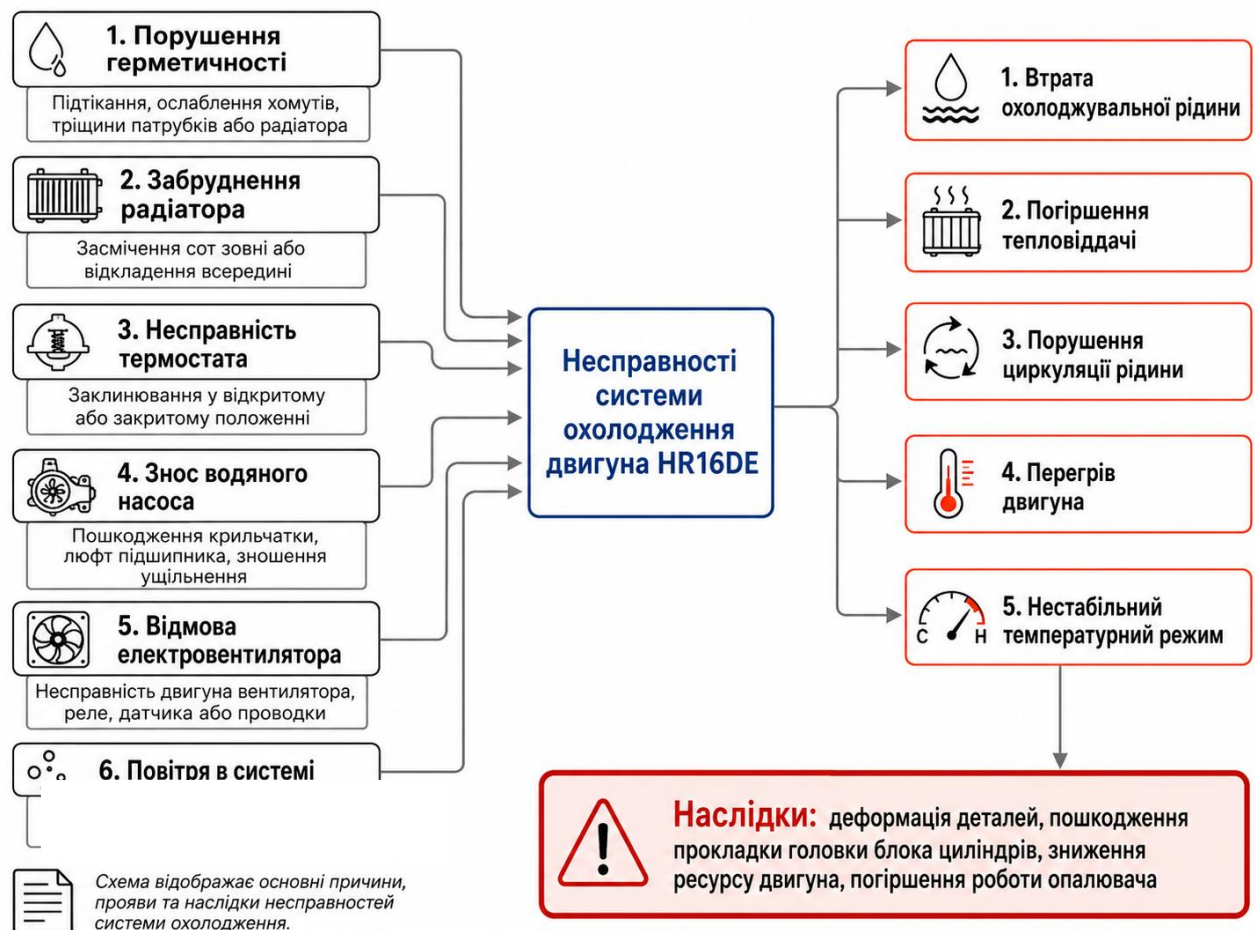 1. Порушення
герметичності
Підтікання, ослаблення хомутів,
тріщини патрубків або радіатора
2. Забруднення
радіатора
Засмічення сот зовні або
відкладення всередині
3. Несправність
термостата
Заклинювання у відкритому
або закритому положенні
4. Знос водяного
насоса
Пошкодження крильчатки,
люфт підшипника, зношення
ущільнення
5. Відмова
електровентилятора
Несправність двигуна вентилятора,
реле, датчика або проводки
6. Повітря в системі
Схема відображає основні причини,
прояви та наслідки несправностей
системи охолодження.
Несправності
системи
охолодження
двигуна HR16DE
1. Втрата
охолоджувальної рідини
2. Погіршення
тепловіддачі
3. Порушення
циркуляції рідини
4. Перегрів
двигуна
C H
5. Нестабільний
температурний режим
Наслідки: деформація деталей, пошкодження
прокладки головки блока циліндрів, зниження
ресурсу двигуна, погіршення роботи опалювача